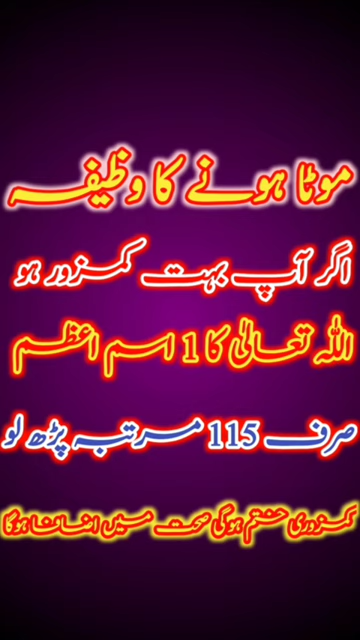 موٹا ہونے کا وظیفہ
اگر آپ بہت کمزور ہو
اللہ تعالیٰ کا 1 اسم اعظم
صرف 115 مرتبہ پڑھ لو
کمزوری ختم ہوگی صحت میں اضافا ہوگا